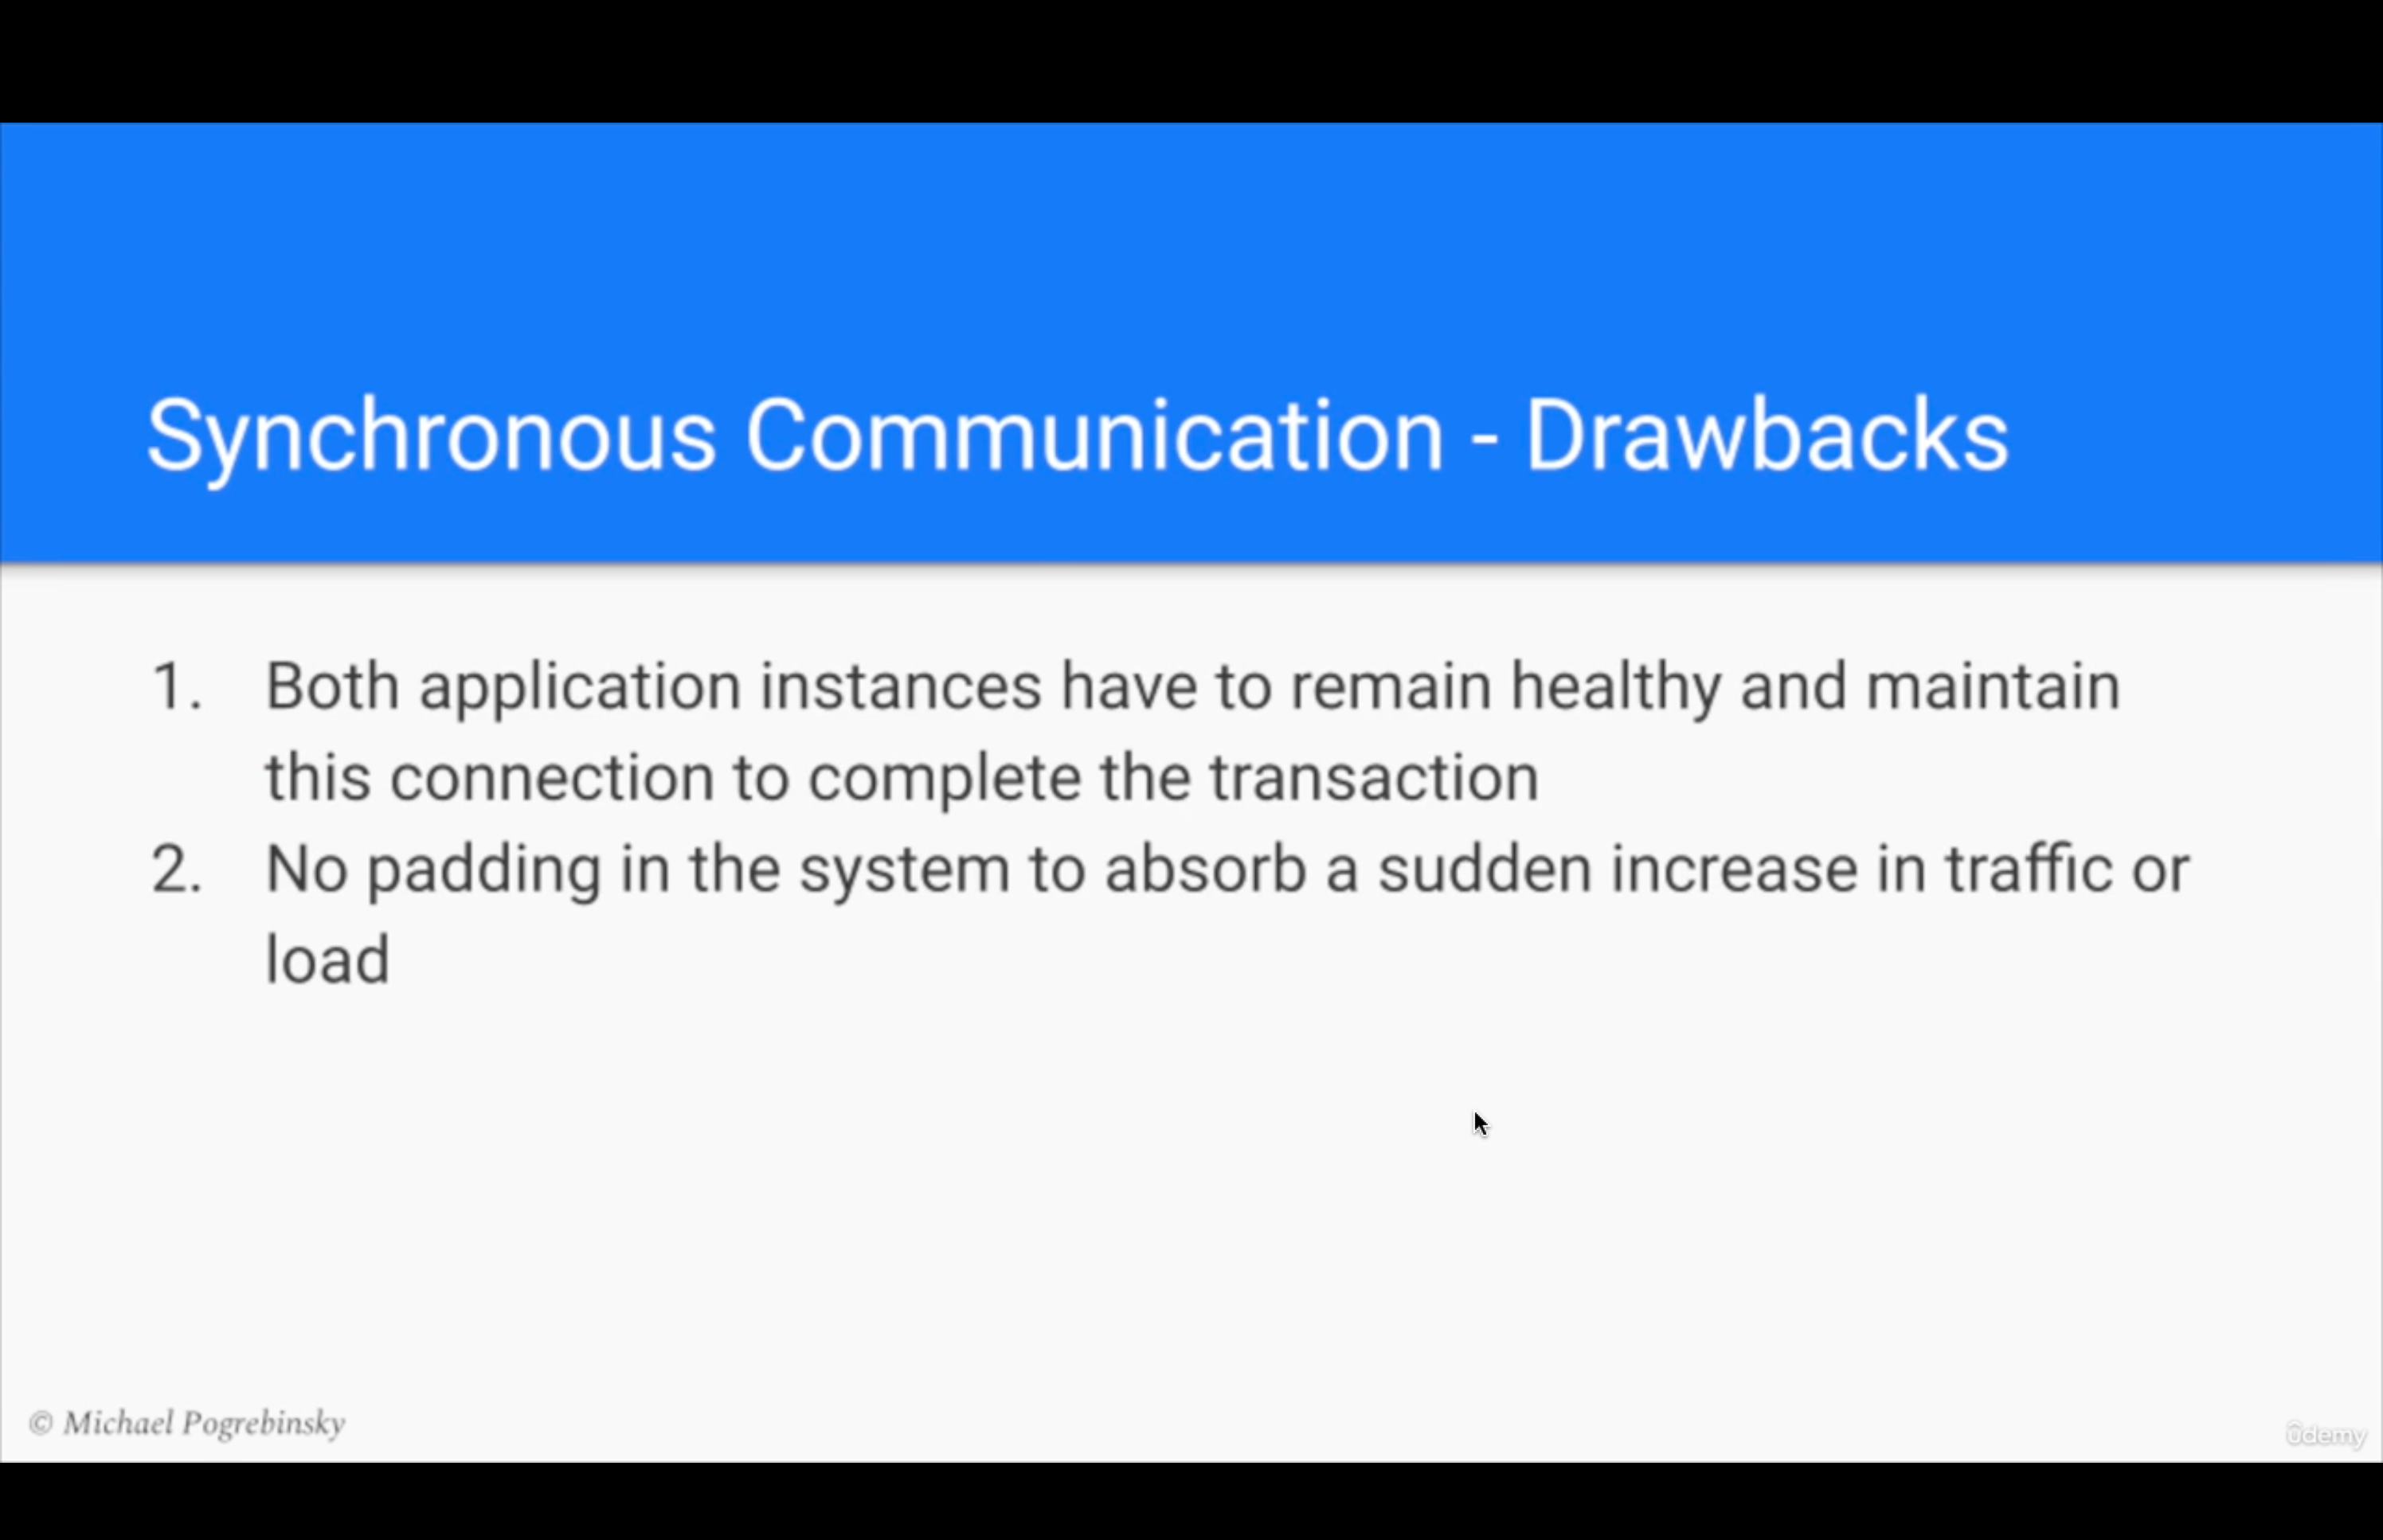 Synchronous Communication - Drawbacks
1. Both application instances have to remain healthy and maintain
this connection to complete the transaction
2. No padding in the system to absorb a sudden increase in traffic or
load
© Michael Pogrebinsky
ûdemy